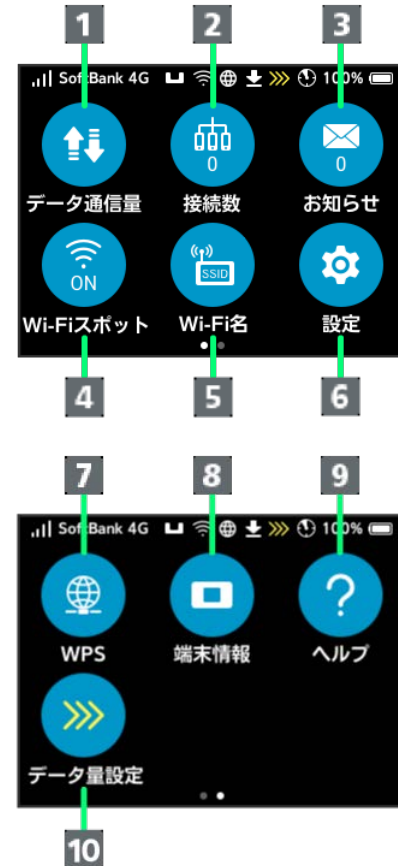 1 2 3
SoftBank 4G 100%
0 0
データ通信量 接続数 お知らせ
ON SSID
Wi-Fiスポット Wi-Fi名 設定
4 5 6
7 8 9
SoftBank 4G 100%
?
WPS 端末情報 ヘルプ
データ量設定
10